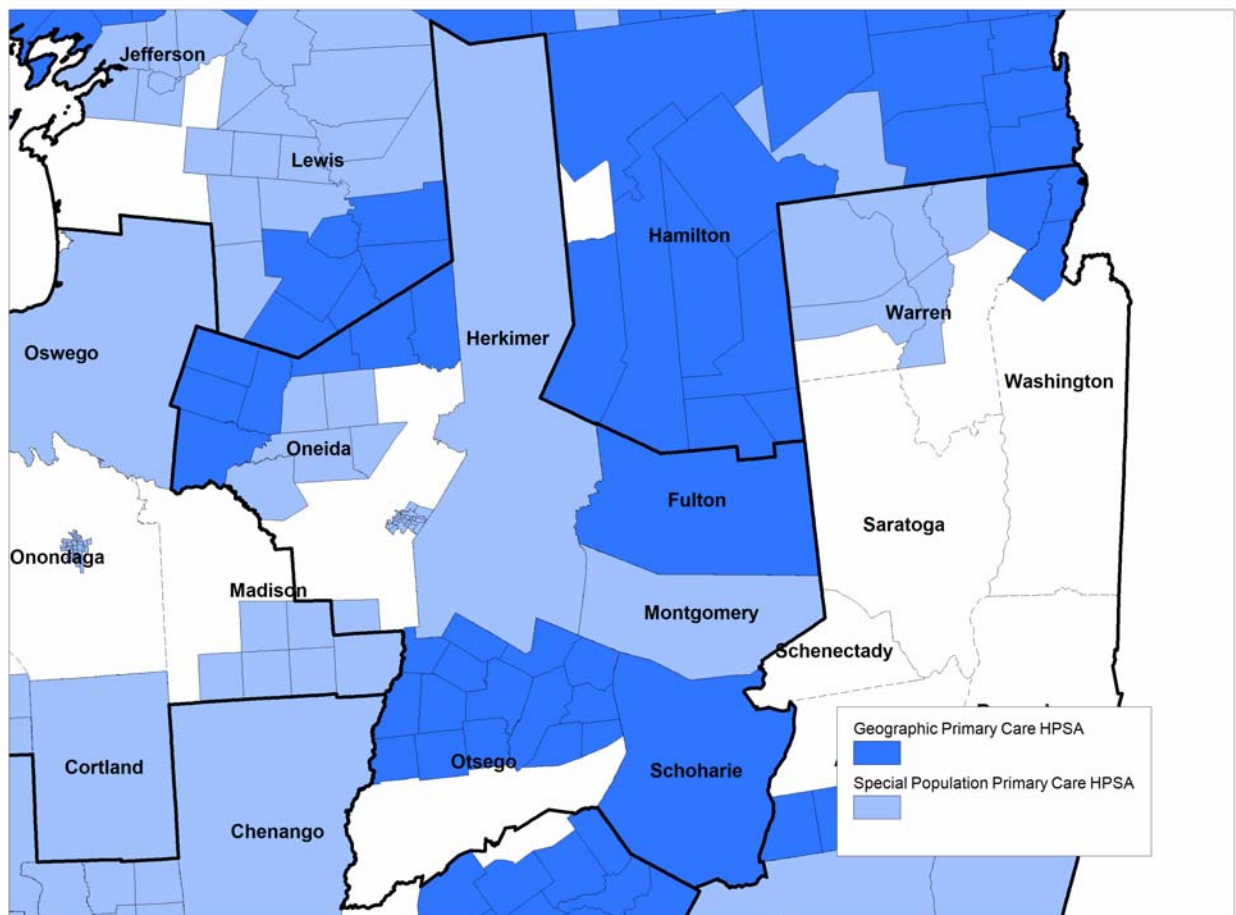 Jefferson
Lewis
Hamilton
Warren
Herkimer
Oswego
Washington
Oneida
Fulton
Saratoga
Onondaga
Madison
Montgomery
Schenectady
Otsego
Schoharie
Cortland
Chenango
Geographic Primary Care HPSA
Special Population Primary Care HPSA